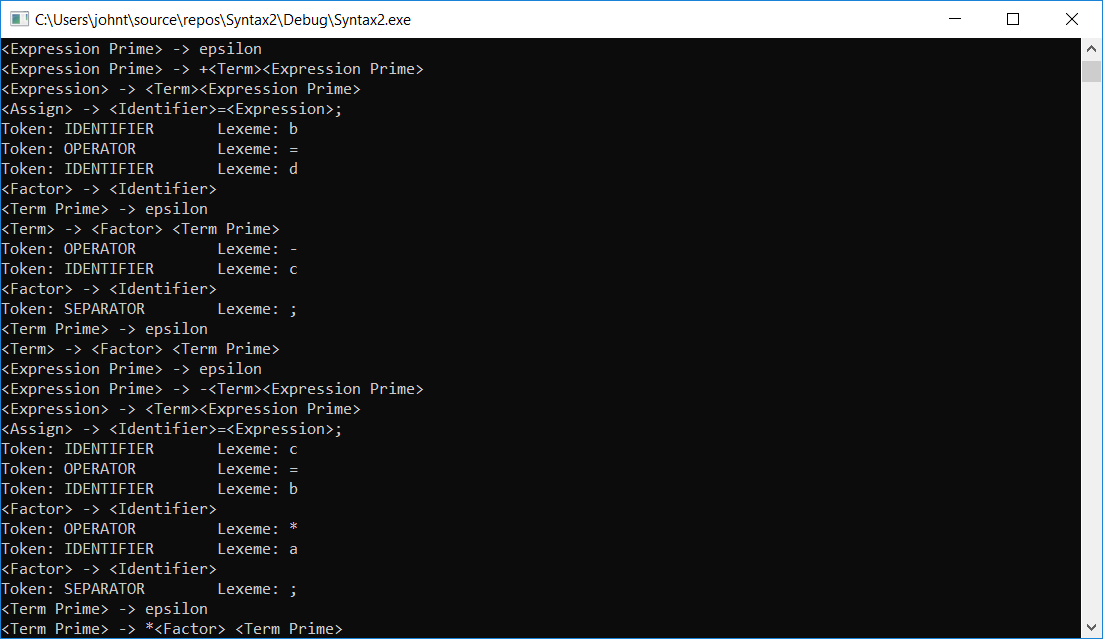 C:\Users\johnt\source\repos\Syntax2\Debug\Syntax2.exe
<Expression Prime> -> epsilon
<Expression Prime> -> +<Term><Expression Prime>
<Expression> -> <Term><Expression Prime>
<Assign> -> <Identifier>=<Expression>;
Token: IDENTIFIER       Lexeme: b
Token: OPERATOR         Lexeme: =
Token: IDENTIFIER       Lexeme: d
<Factor> -> <Identifier>
<Term Prime> -> epsilon
<Term> -> <Factor> <Term Prime>
Token: OPERATOR         Lexeme: -
Token: IDENTIFIER       Lexeme: c
<Factor> -> <Identifier>
Token: SEPARATOR        Lexeme: ;
<Term Prime> -> epsilon
<Term> -> <Factor> <Term Prime>
<Expression Prime> -> epsilon
<Expression Prime> -> -<Term><Expression Prime>
<Expression> -> <Term><Expression Prime>
<Assign> -> <Identifier>=<Expression>;
Token: IDENTIFIER       Lexeme: c
Token: OPERATOR         Lexeme: =
Token: IDENTIFIER       Lexeme: b
<Factor> -> <Identifier>
Token: OPERATOR         Lexeme: *
Token: IDENTIFIER       Lexeme: a
<Factor> -> <Identifier>
Token: SEPARATOR        Lexeme: ;
<Term Prime> -> epsilon
<Term Prime> -> *<Factor> <Term Prime>